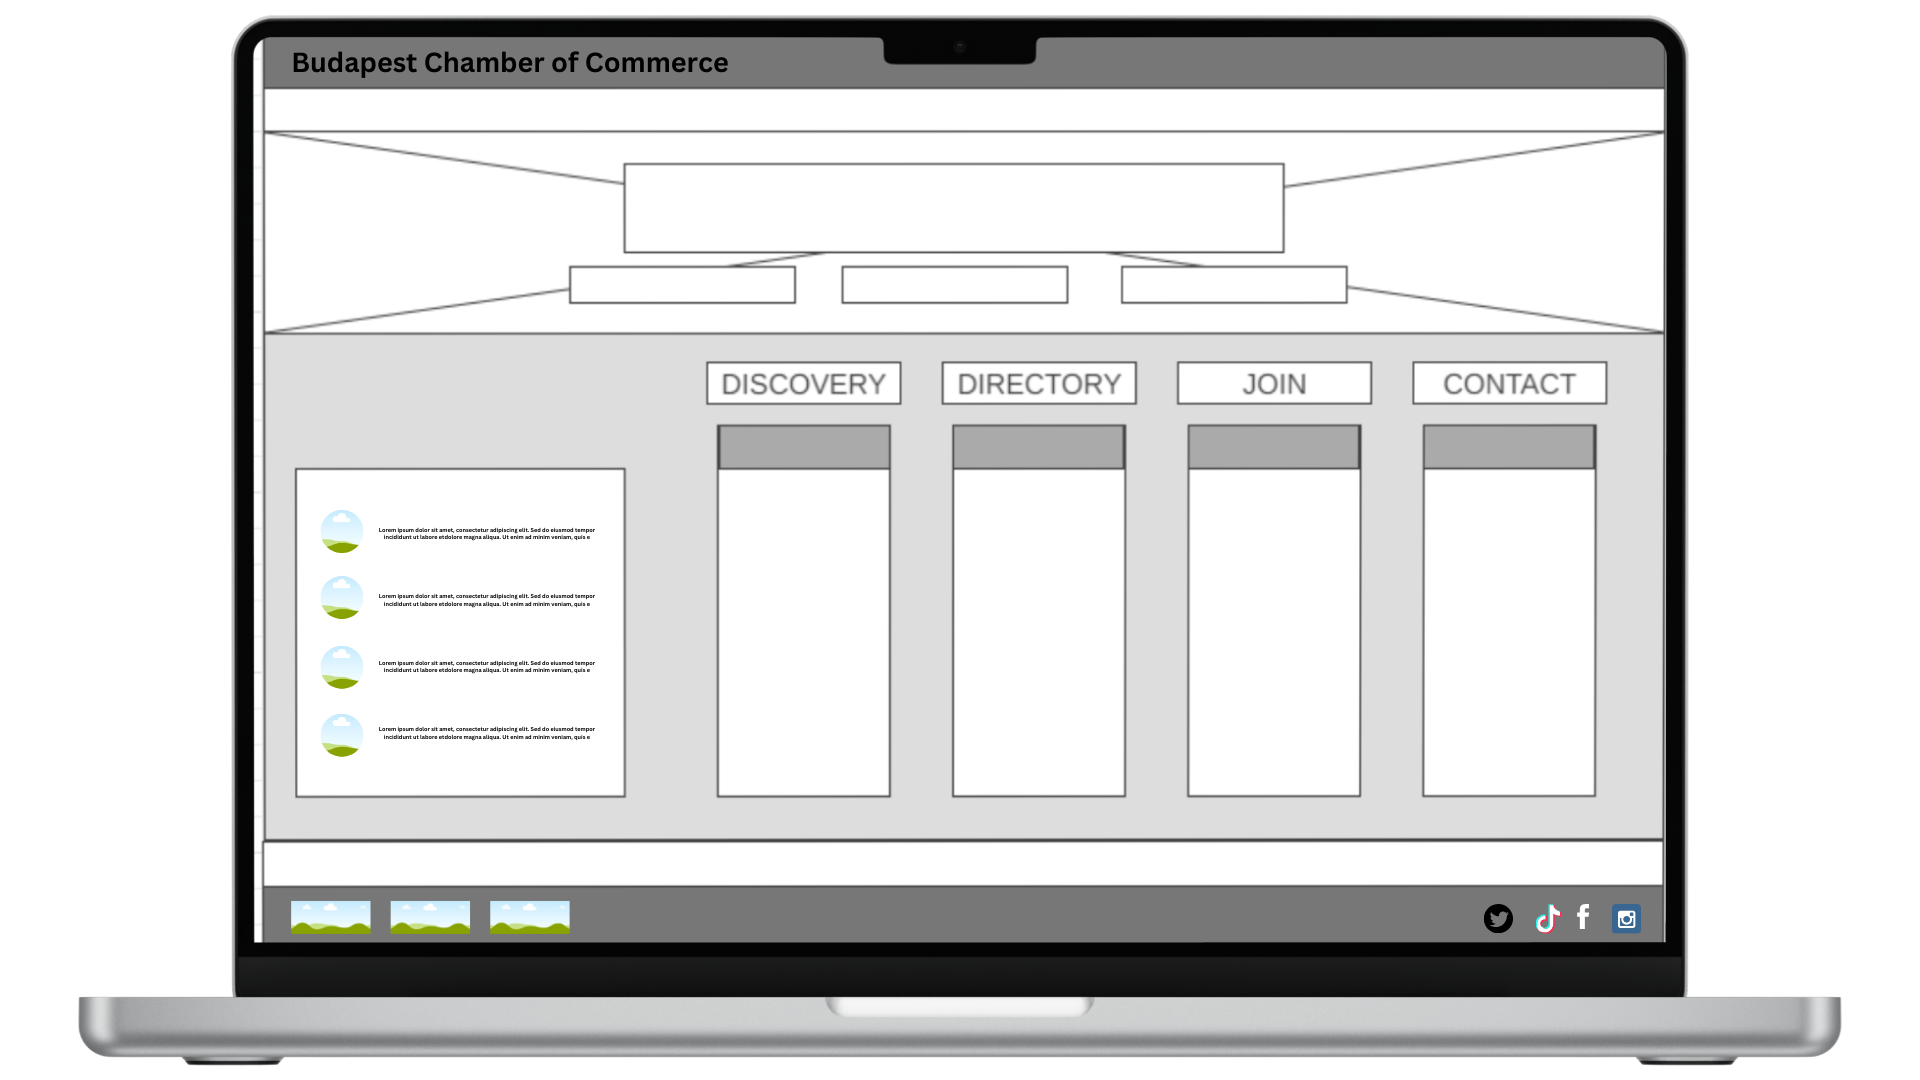 Budapest Chamber of Commerce
DISCOVERY
DIRECTORY
JOIN
CONTACT
Lorem ipsum dolor sit amet, consectetur adipiscing elit. Sed do eiusmod tempor
incididunt ut labore etdolore magna aliqua. Ut enim ad minim veniam, quis e
Lorem ipsum dolor sit amet, consectetur adipiscing elit. Sed do eiusmod tempor
incididunt ut labore etdolore magna aliqua. Ut enim ad minim veniam, quis e
Lorem ipsum dolor sit amet, consectetur adipiscing elit. Sed do eiusmod tempor
incididunt ut labore etdolore magna aliqua. Ut enim ad minim veniam, quis e
Lorem ipsum dolor sit amet, consectetur adipiscing elit. Sed do eiusmod tempor
incididunt ut labore etdolore magna aliqua. Ut enim ad minim veniam, quis e